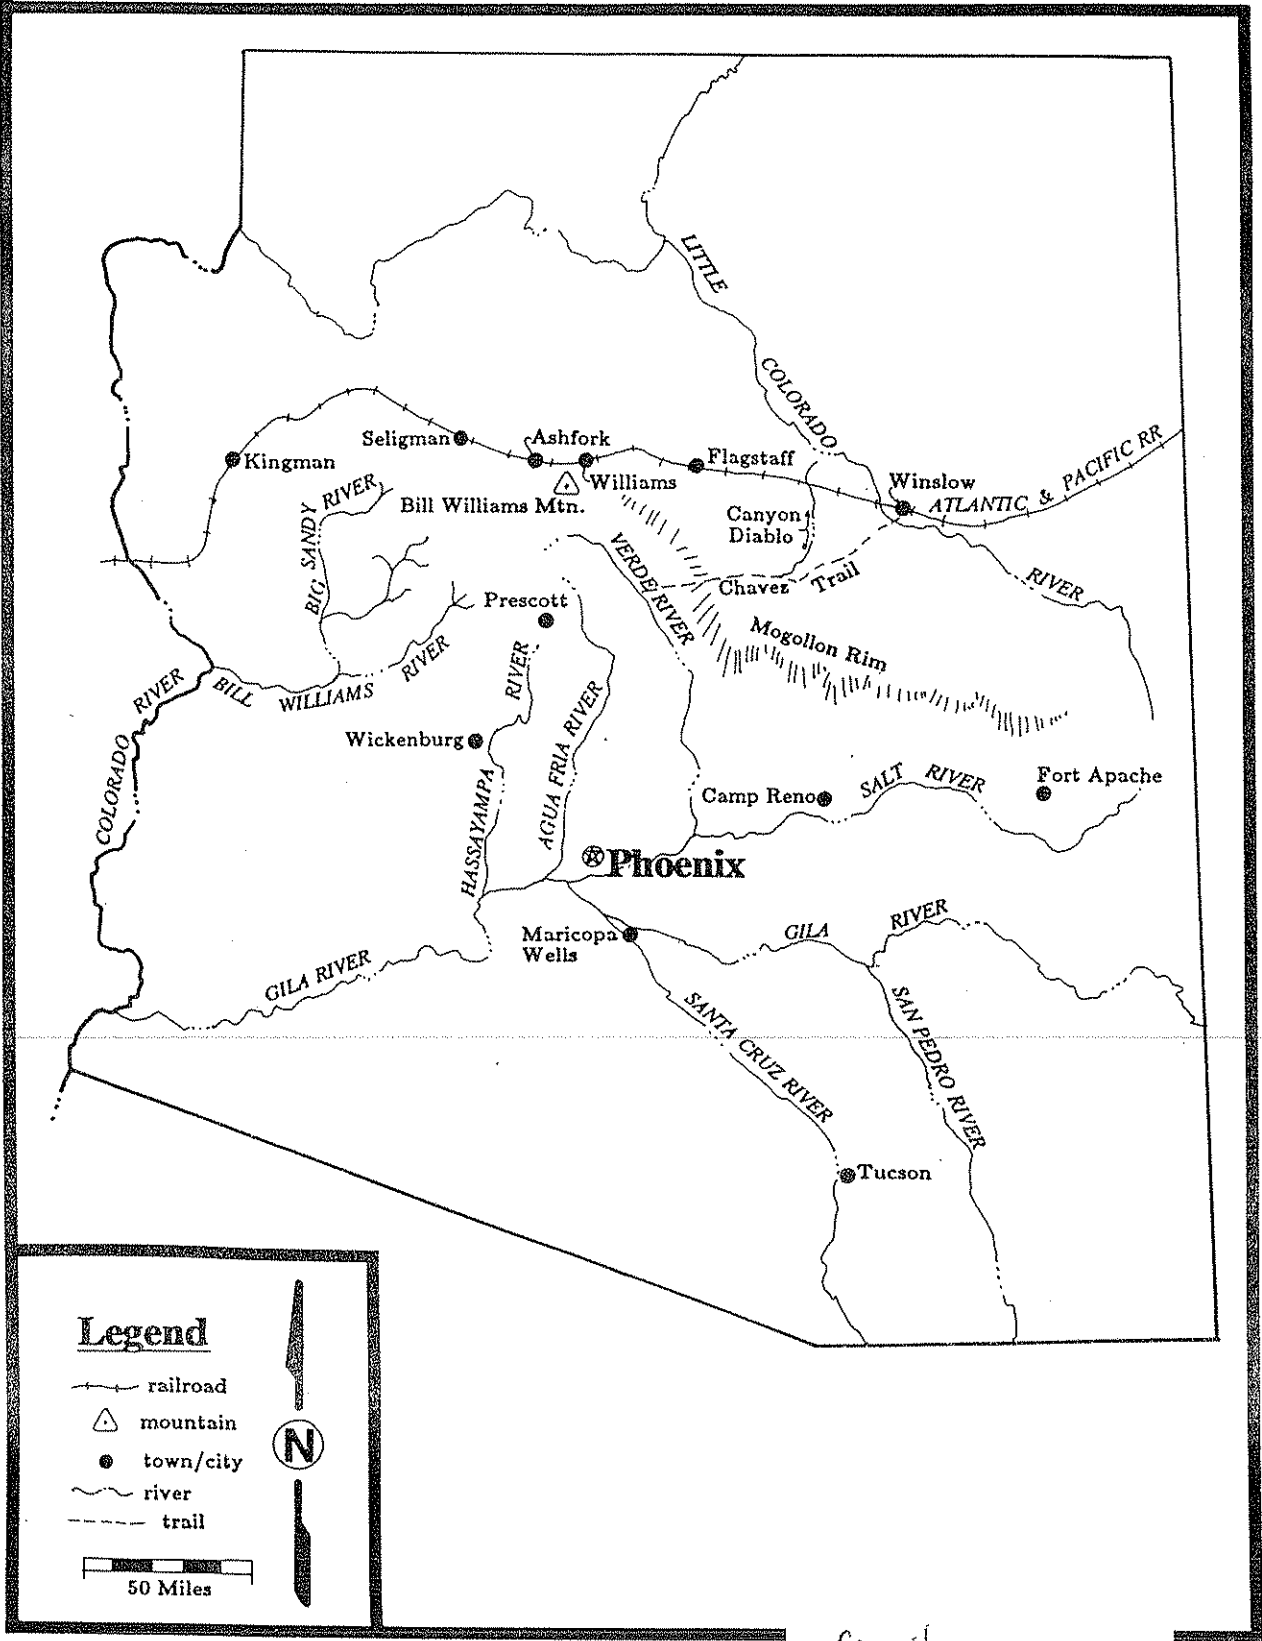 LITTLE
COLORADO
RIVER
Seligman
Ashfork
Kingman
Williams
Flagstaff
Winslow
ATLANTIC & PACIFIC RR
Bill Williams Mtn.
BIG SANDY RIVER
Canyon
Diablo
VERDE RIVER
Chavez Trail
Prescott
Mogollon Rim
COLORADO RIVER
BILL WILLIAMS RIVER
Wickenburg
HASSAYAMPA RIVER
AGUA FRIA RIVER
Camp Reno
SALT RIVER
Fort Apache
Phoenix
Maricopa
Wells
GILA RIVER
GILA RIVER
SANTA CRUZ RIVER
SAN PEDRO RIVER
Tucson
Legend
railroad
mountain
town/city
river
trail
50 Miles
N